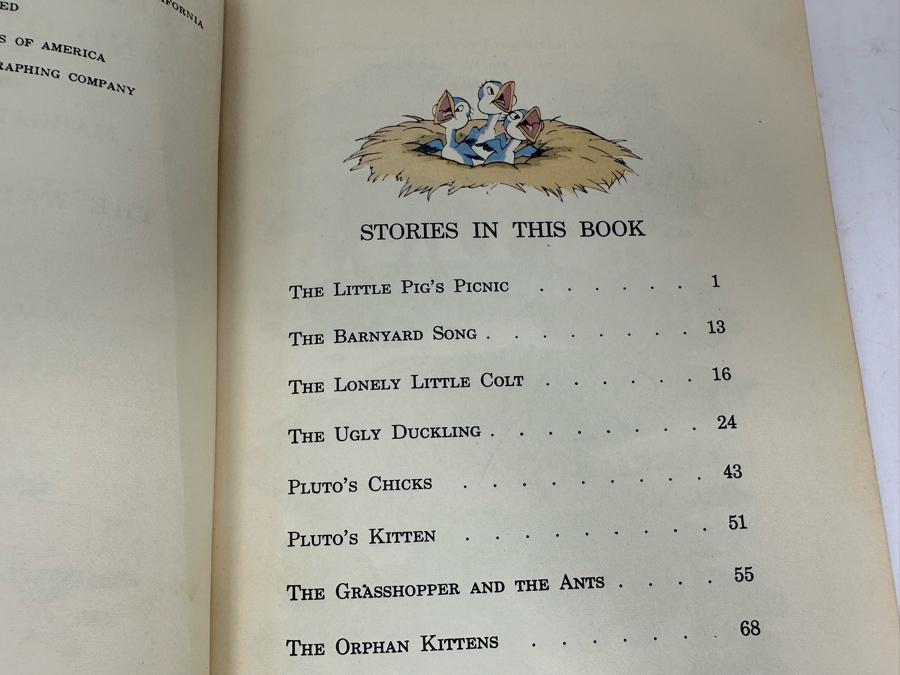 FORNIA
ED
S OF AMERICA
RAPHING COMPANY
STORIES IN THIS BOOK
THE LITTLE PIG'S PICNIC . . . . . . 1
THE BARNYARD SONG . . . . . . . . 13
THE LONELY LITTLE COLT . . . . . . 16
THE UGLY DUCKLING . . . . . . . . 24
PLUTO'S CHICKS . . . . . . . . . 43
PLUTO'S KITTEN . . . . . . . . . 51
THE GRASSHOPPER AND THE ANTS . . . . 55
THE ORPHAN KITTENS . . . . . . 68